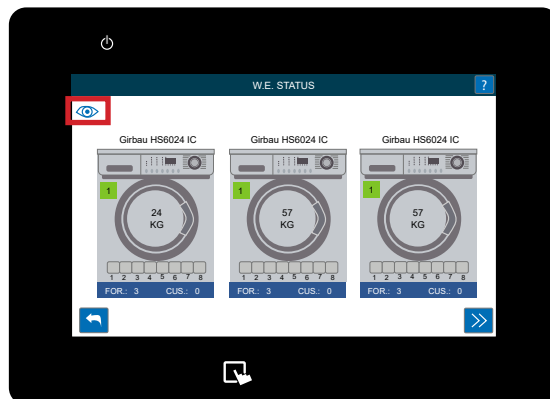 W.E. STATUS
?
Girbau HS6024 IC
Girbau HS6024 IC
Girbau HS6024 IC
1
1
1
24
KG
57
KG
57
KG
1 2 3 4 5 6 7 8
1 2 3 4 5 6 7 8
1 2 3 4 5 6 7 8
FOR.: 3 CUS.: 0
FOR.: 3 CUS.: 0
FOR.: 3 CUS.: 0